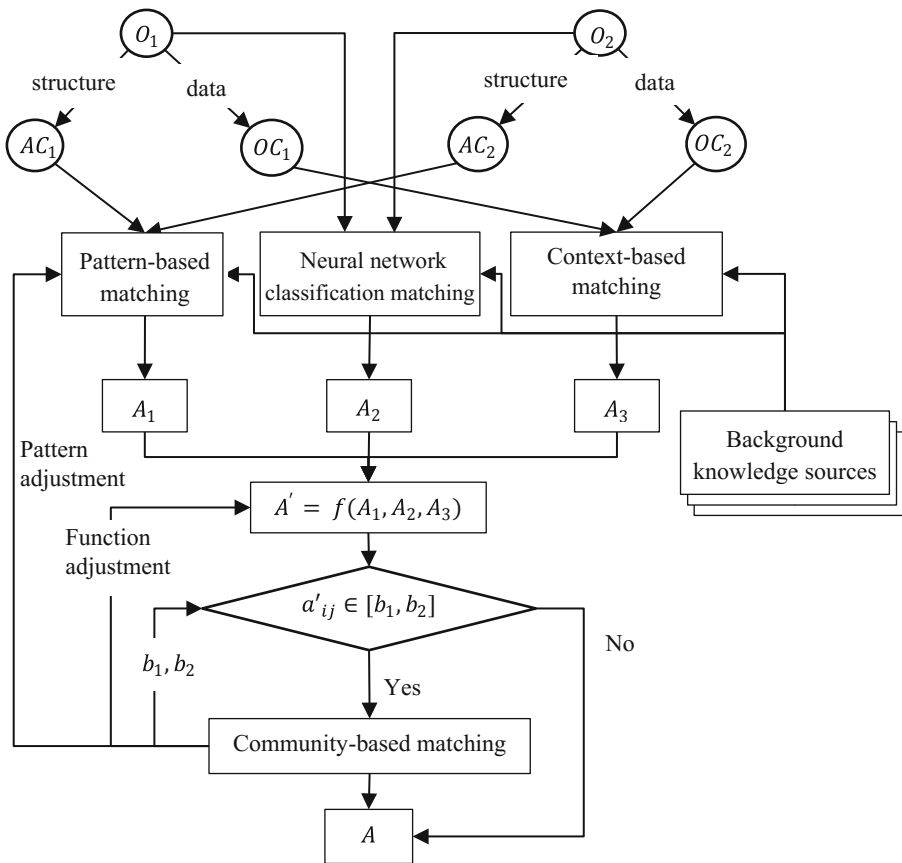 O₁
O₂
structure
data
structure
data
AC₁
OC₁
AC₂
OC₂
Pattern-based
matching
Neural network
classification matching
Context-based
matching
A₁
A₂
A₃
Background
knowledge sources
Pattern
adjustment
A′ = f(A₁, A₂, A₃)
Function
adjustment
a′ᵢⱼ ∈ [b₁, b₂]
No
b₁, b₂
Yes
Community-based matching
A